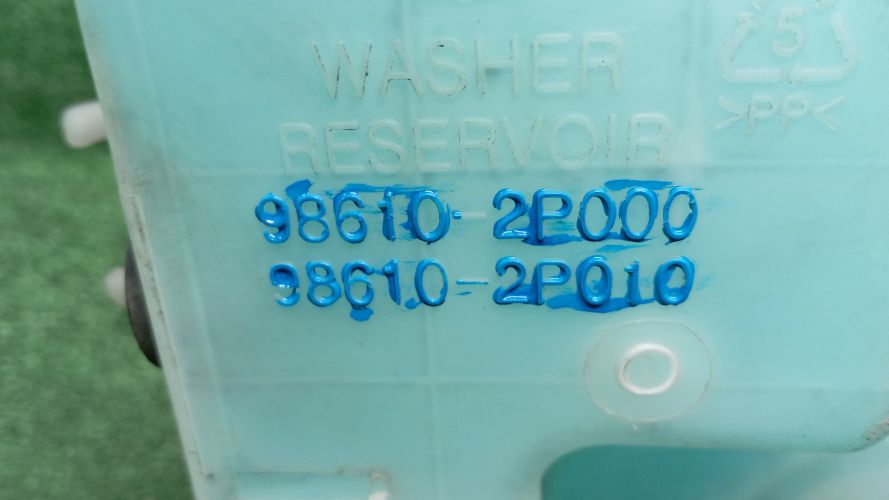 WASHER
RESERVOIR
98610-2P000
98610-2P010
5
>PP<